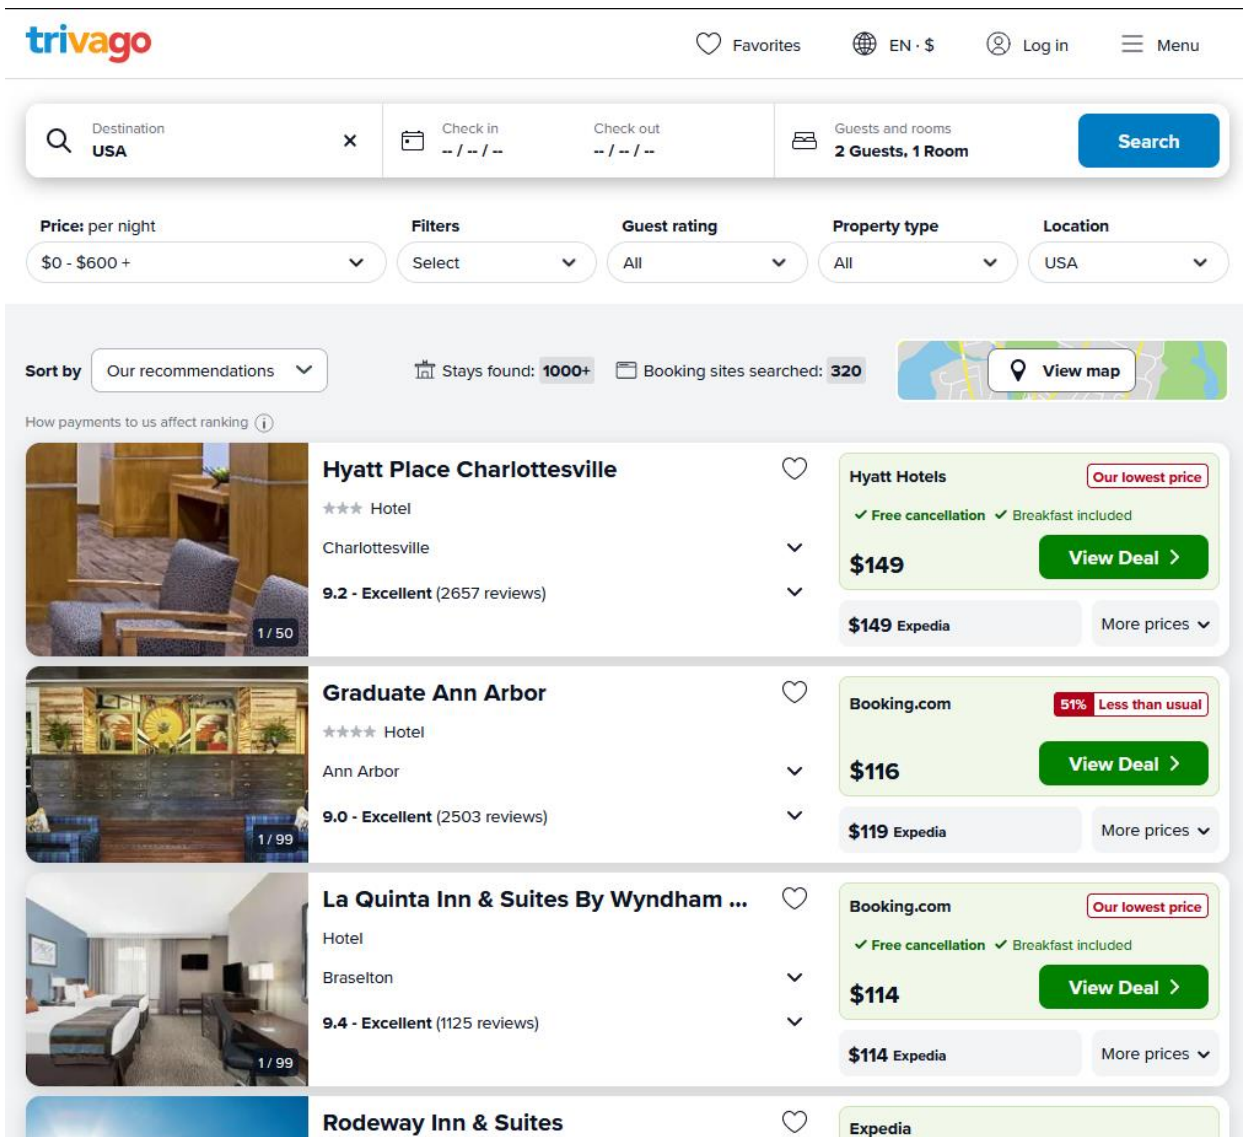 trivago
Favorites
EN · $
Log in
Menu
Destination
USA
Check in
-- / -- / --
Check out
-- / -- / --
Guests and rooms
2 Guests, 1 Room
Search
Price: per night
$0 - $600 +
Filters
Select
Guest rating
All
Property type
All
Location
USA
Sort by
Our recommendations
Stays found: 1000+
Booking sites searched: 320
View map
How payments to us affect ranking
1 / 50
Hyatt Place Charlottesville
Hotel
Charlottesville
9.2 - Excellent (2657 reviews)
Hyatt Hotels
Our lowest price
Free cancellation
Breakfast included
$149
View Deal
$149 Expedia
More prices
1 / 99
Graduate Ann Arbor
Hotel
Ann Arbor
9.0 - Excellent (2503 reviews)
Booking.com
51% Less than usual
$116
View Deal
$119 Expedia
More prices
1 / 99
La Quinta Inn & Suites By Wyndham ...
Hotel
Braselton
9.4 - Excellent (1125 reviews)
Booking.com
Our lowest price
Free cancellation
Breakfast included
$114
View Deal
$114 Expedia
More prices
Rodeway Inn & Suites
Expedia